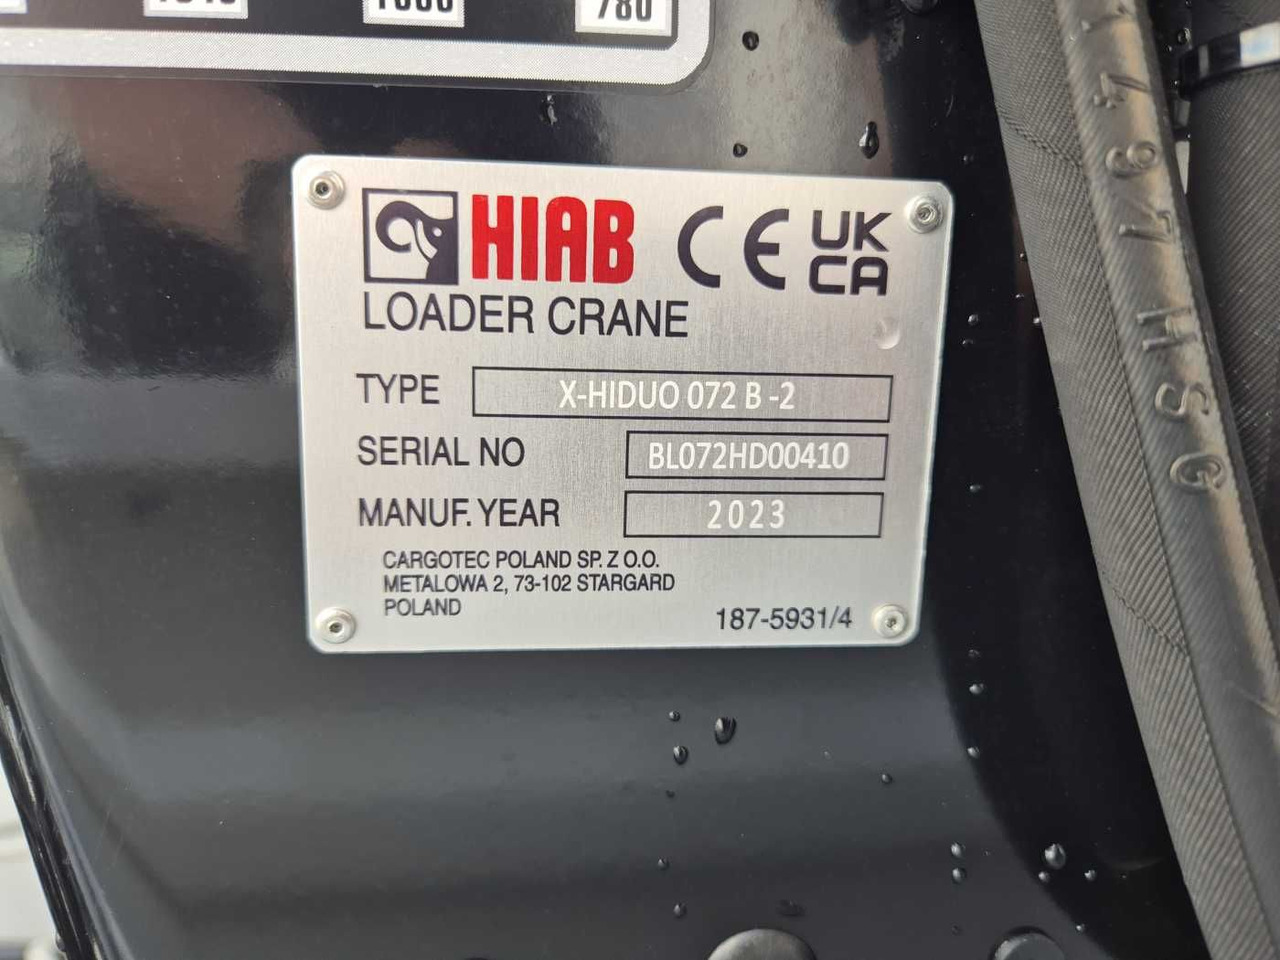 780
HIAB CE UK
CA
LOADER CRANE
TYPE X-HIDUO 072 B -2
SERIAL NO BL072HD00410
MANUF. YEAR 2023
CARGOTEC POLAND SP. Z O.O.
METALOWA 2, 73-102 STARGARD
POLAND
187-5931/4